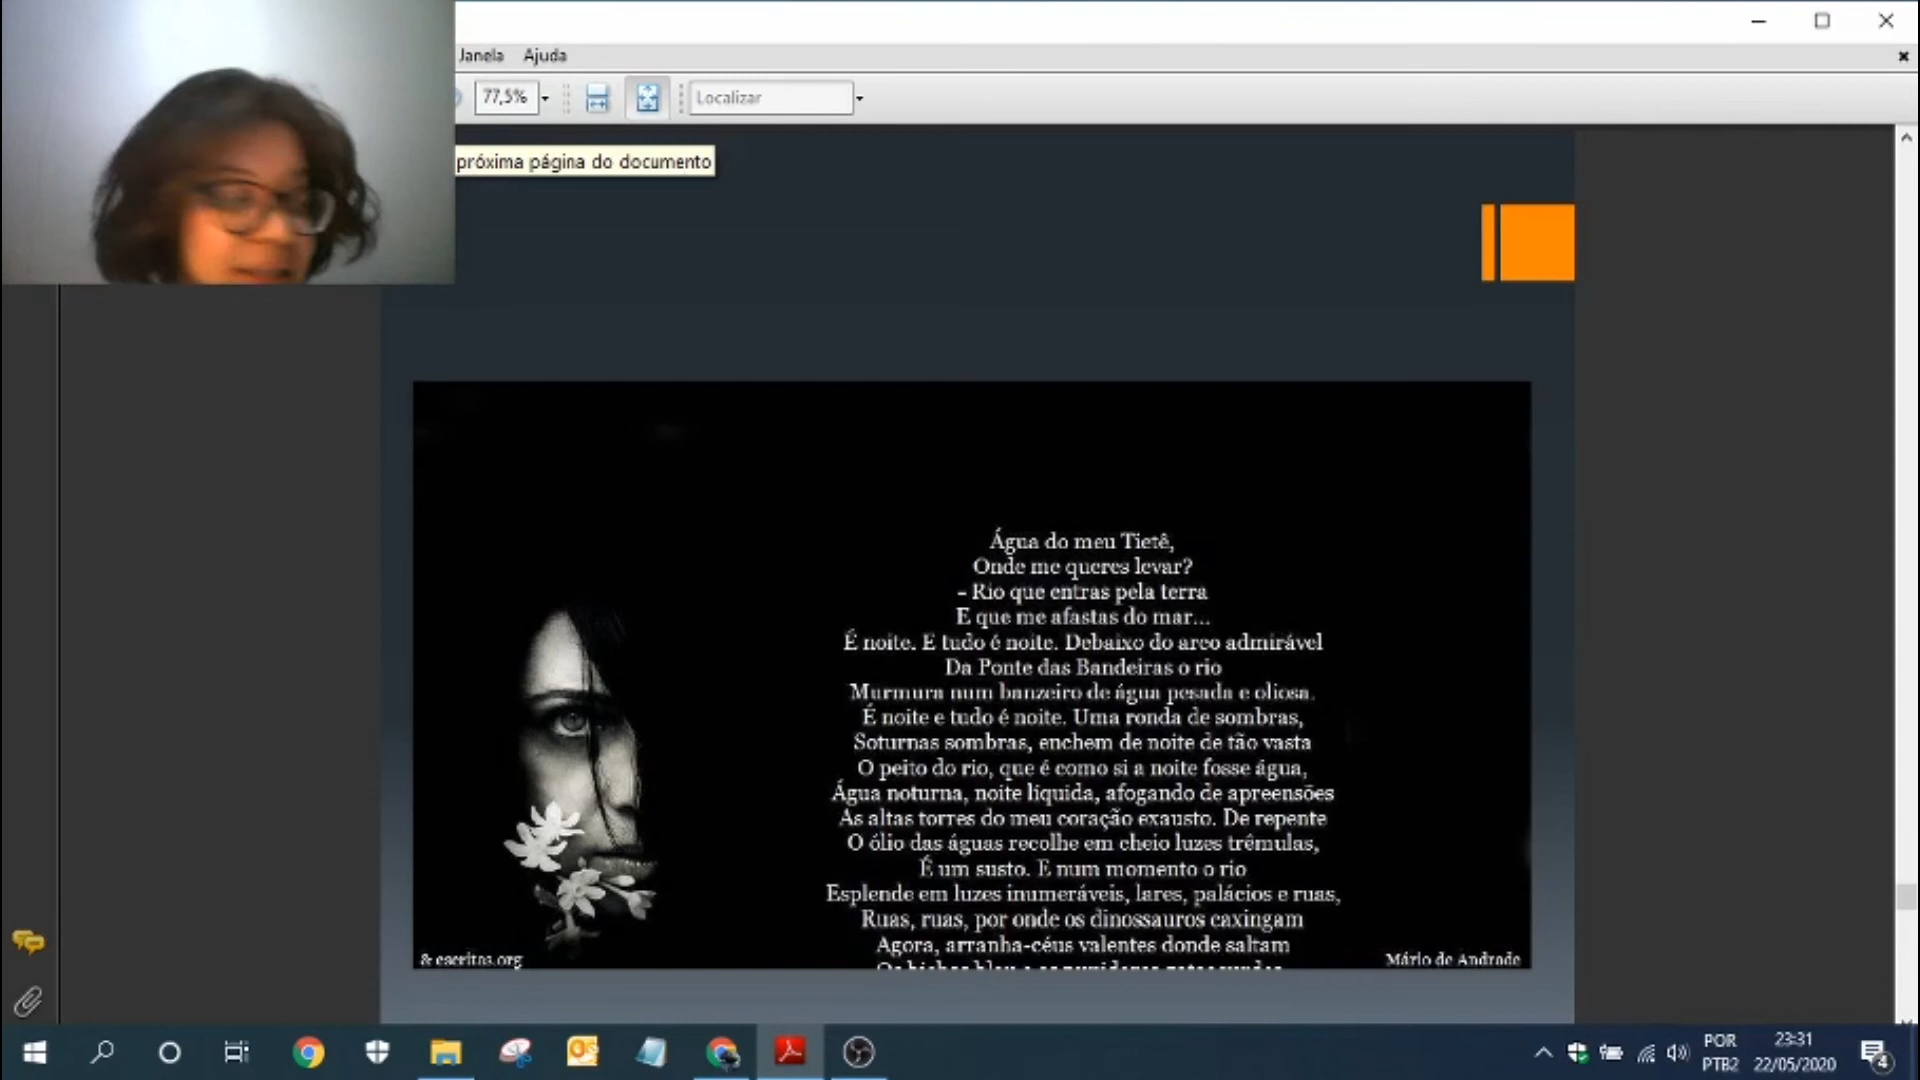 Janela Ajuda
77,5%
Localizar
próxima página do documento
Água do meu Tietê,
Onde me queres levar?
- Rio que entras pela terra
E que me afastas do mar...
É noite. E tudo é noite. Debaixo do arco admirável
Da Ponte das Bandeiras o rio
Murmura num banzeiro de água pesada e oliosa.
É noite e tudo é noite. Uma ronda de sombras,
Soturnas sombras, enchem de noite de tão vasta
O peito do rio, que é como si a noite fosse água,
Água noturna, noite líquida, afogando de apreensões
As altas torres do meu coração exausto. De repente
O ólio das águas recolhe em cheio luzes trêmulas,
É um susto. E num momento o rio
Esplende em luzes inumeráveis, lares, palácios e ruas,
Ruas, ruas, por onde os dinossauros caxingam
Agora, arranha-céus valentes donde saltam
& escritas.org
Mário de Andrade
POR
PTB2
23:31
22/05/2020
4